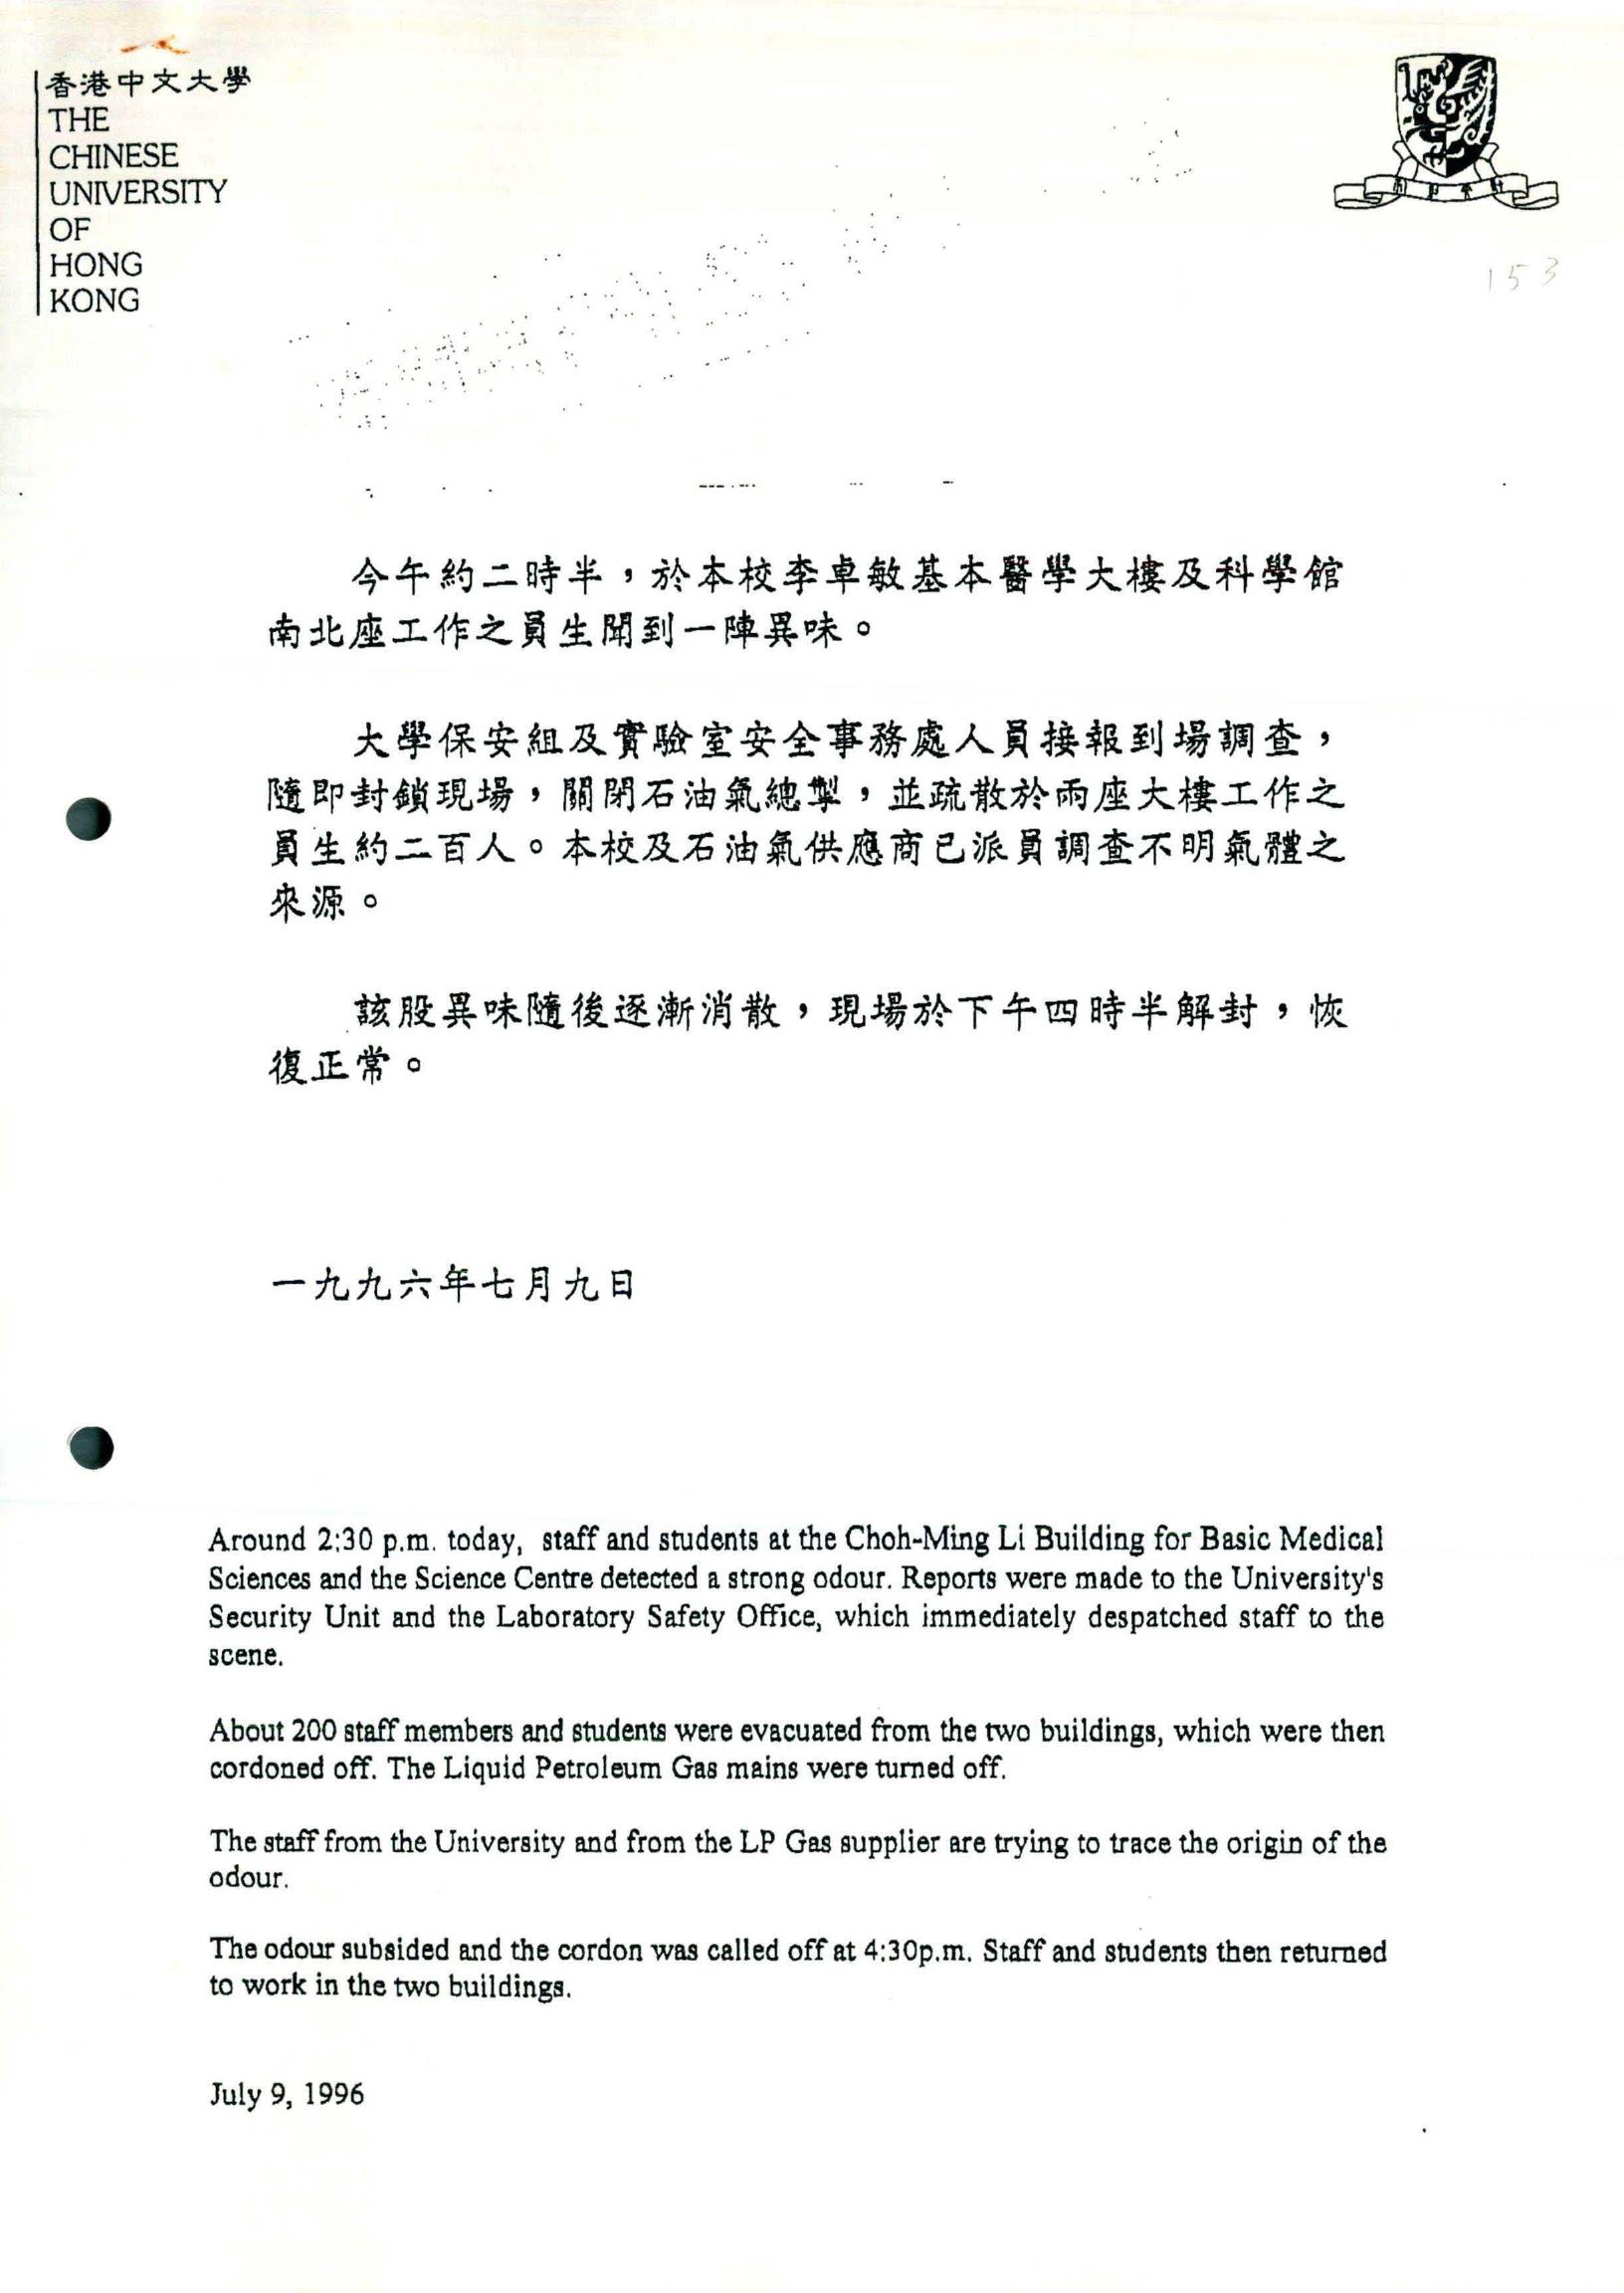 香港中文大學
THE
CHINESE
UNIVERSITY
OF
HONG
KONG
153
今午約二時半，於本校李卓敏基本醫學大樓及科學館
南北座工作之員生聞到一陣異味。
大學保安組及實驗室安全事務處人員接報到場調查，
隨即封鎖現場，關閉石油氣總掣，並疏散於兩座大樓工作之
員生約二百人。本校及石油氣供應商已派員調查不明氣體之
來源。
該股異味隨後逐漸消散，現場於下午四時半解封，恢
復正常。
一九九六年七月九日
Around 2:30 p.m. today, staff and students at the Choh-Ming Li Building for Basic Medical
Sciences and the Science Centre detected a strong odour. Reports were made to the University's
Security Unit and the Laboratory Safety Office, which immediately despatched staff to the
scene.
About 200 staff members and students were evacuated from the two buildings, which were then
cordoned off. The Liquid Petroleum Gas mains were turned off.
The staff from the University and from the LP Gas supplier are trying to trace the origin of the
odour.
The odour subsided and the cordon was called off at 4:30p.m. Staff and students then returned
to work in the two buildings.
July 9, 1996